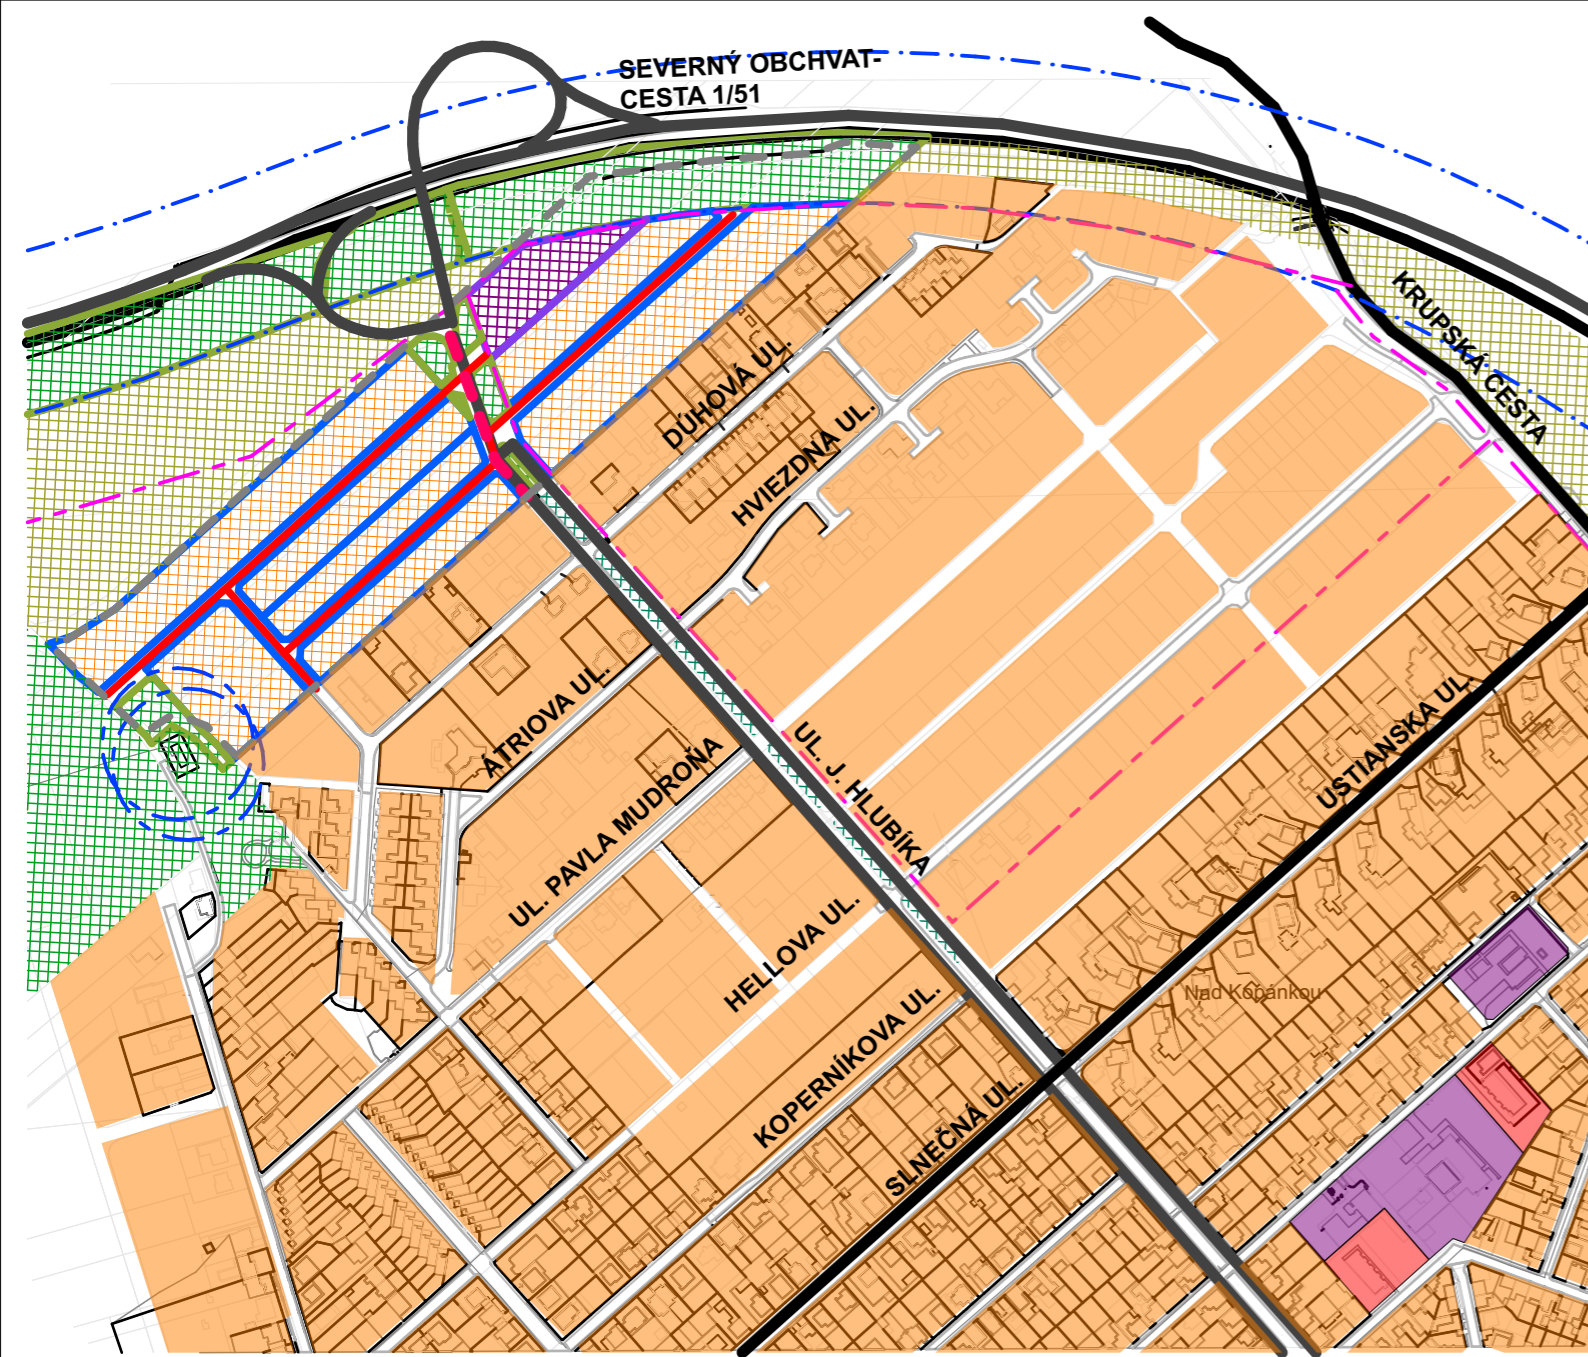 SEVERNÝ OBCHVAT-
CESTA 1/51
KRUPSKÁ CESTA
DÚHOVÁ UL.
HVIEZDNA UL.
ÁTRIOVA UL.
UL. PAVLA MUDROŇA
UL. J. HLUBÍKA
USTIANSKA UL.
HELLOVA UL.
Nad Kopánkou
KOPERNÍKOVA UL.
SLNEČNÁ UL.